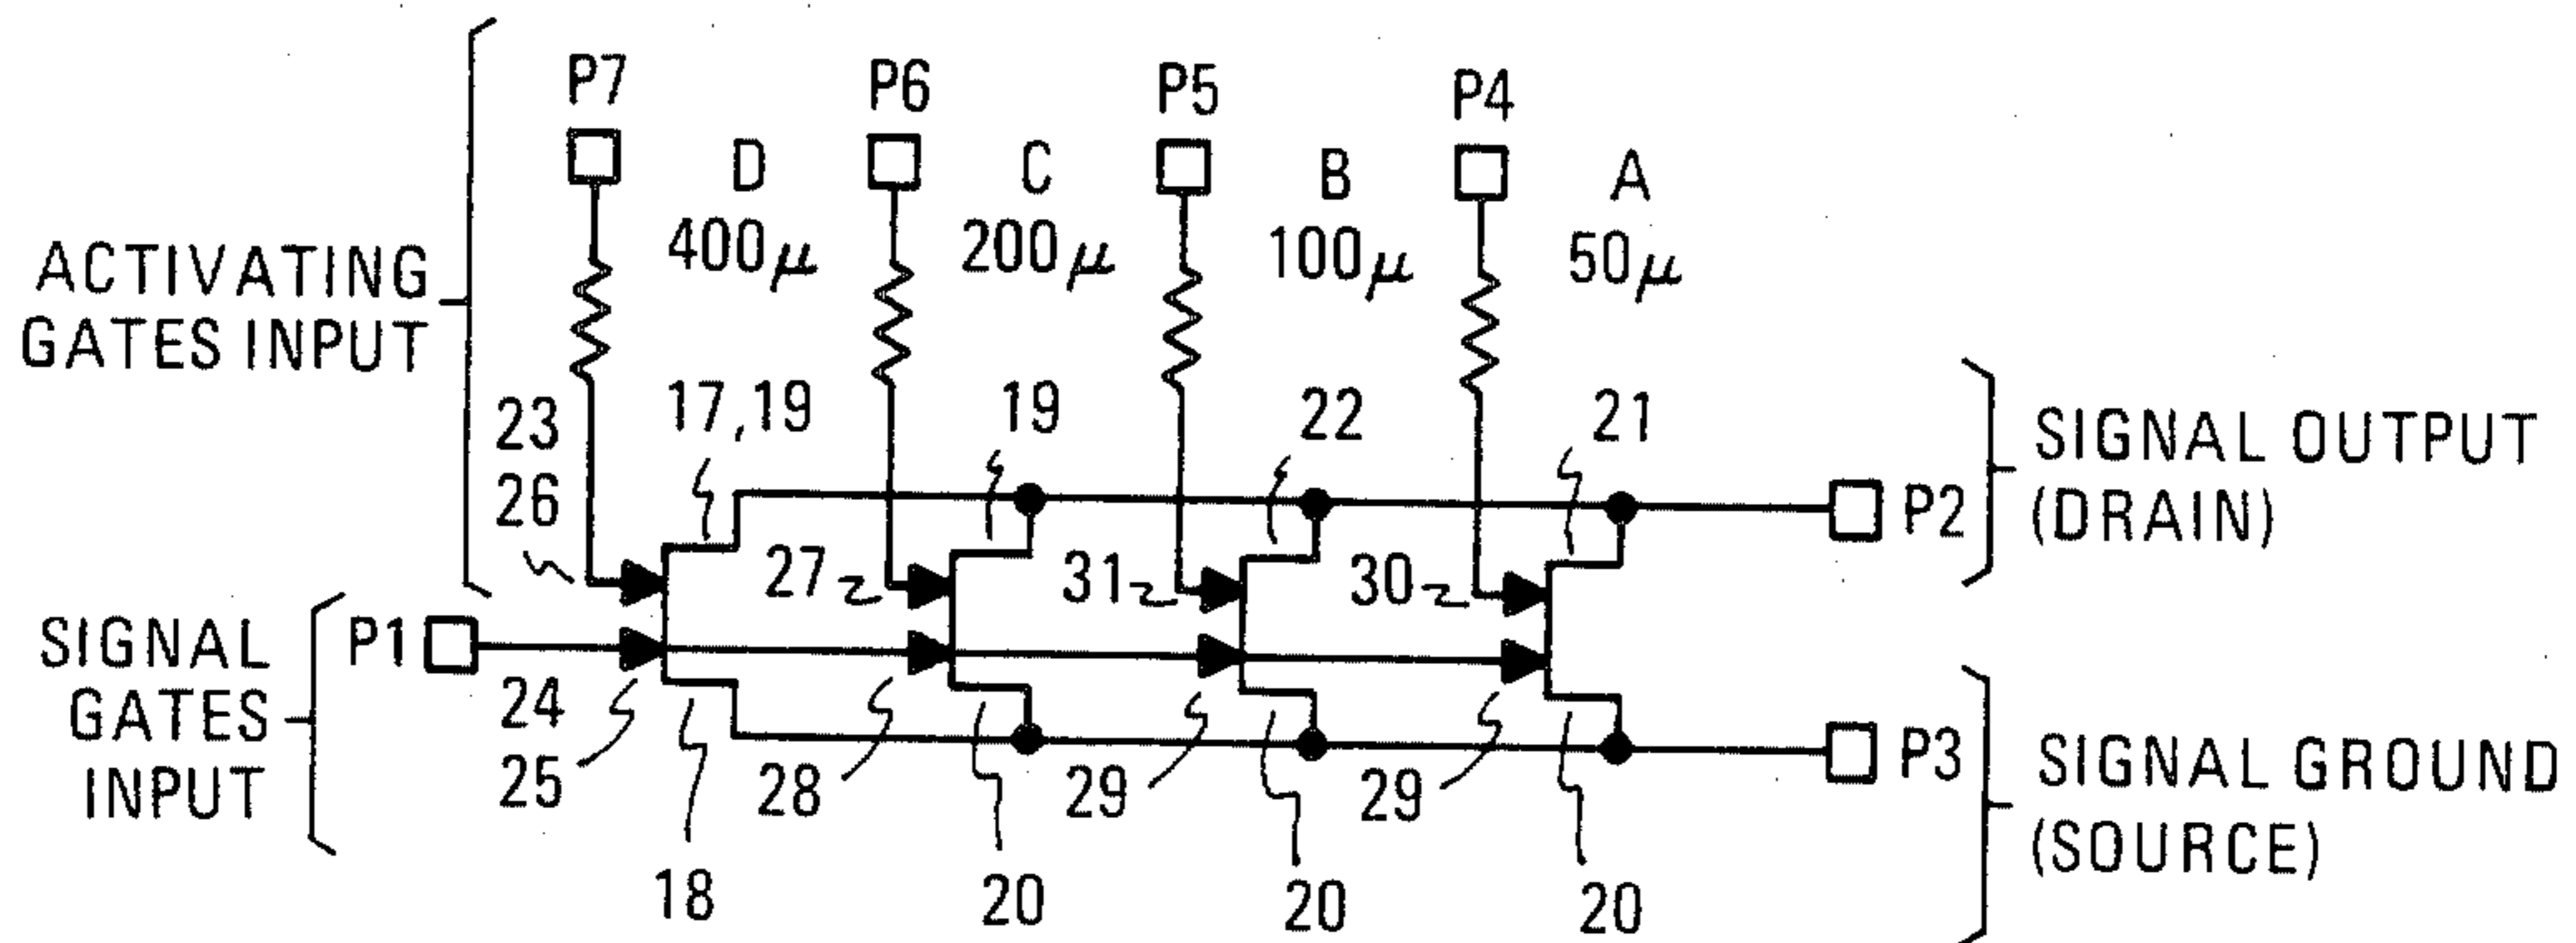 P7
P6
P5
P4
D
C
B
A
400μ
200μ
100μ
50μ
ACTIVATING
GATES INPUT
23
26
17,19
19
22
21
SIGNAL OUTPUT
(DRAIN)
P2
27
31
30
SIGNAL
GATES
INPUT
P1
24
25
28
29
29
P3
SIGNAL GROUND
(SOURCE)
18
20
20
20